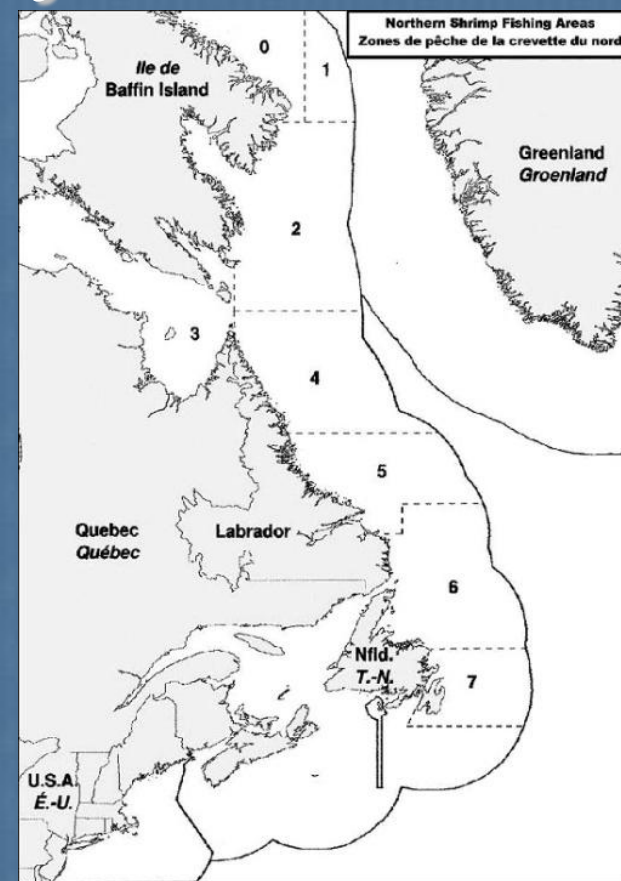 Northern Shrimp Fishing Areas
Zones de pêche de la crevette du nord
0
1
Ile de
Baffin Island
Greenland
Groenland
2
3
4
5
Quebec
Québec
Labrador
6
Nfld.
T.-N.
7
U.S.A
É.-U.